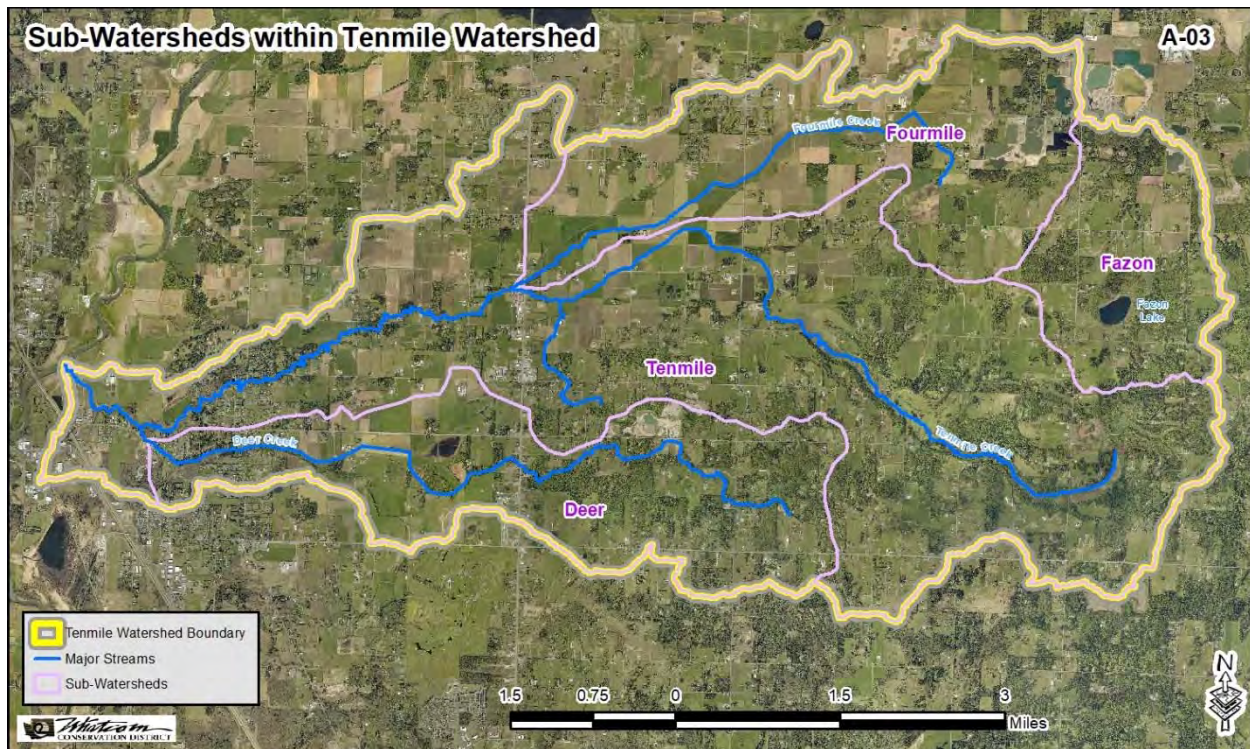 Sub-Watersheds within Tenmile Watershed
A-03
Fourmile Creek
Fourmile
Fazon
Fazon
Lake
Tenmile
Deer Creek
Tenmile Creek
Deer
Tenmile Watershed Boundary
Major Streams
Sub-Watersheds
1.5 0.75 0 1.5 3
Miles
N
Whatcom
CONSERVATION DISTRICT